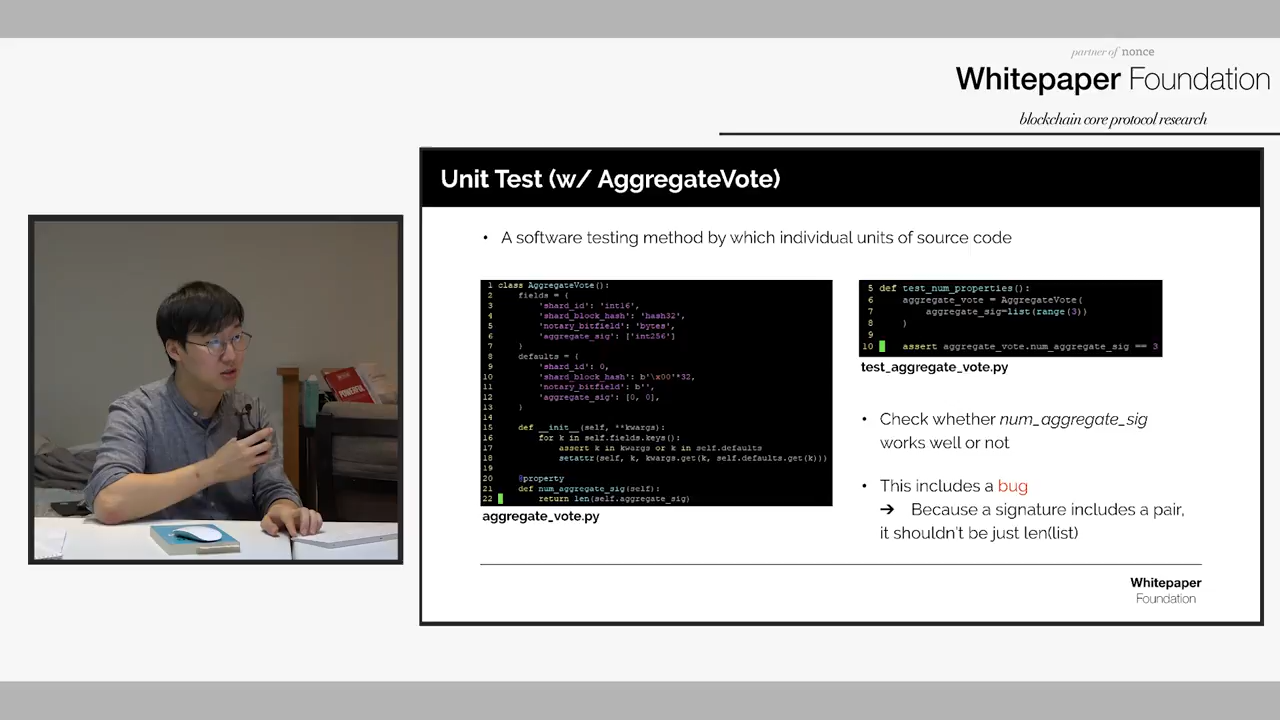 partner of nonce
Whitepaper Foundation
blockchain core protocol research
Unit Test (w/ AggregateVote)
• A software testing method by which individual units of source code
1 class AggregateVote():
2 fields = {
3 'shard_id': 'int16',
4 'shard_block_hash': 'hash32',
5 'notary_bitfield': 'bytes',
6 'aggregate_sig': ['int256']
7 }
8 defaults = {
9 'shard_id': 0,
10 'shard_block_hash': b'\x00'*32,
11 'notary_bitfield': b'',
12 'aggregate_sig': [0, 0],
13 }
14
15 def __init__(self, **kwargs):
16 for k in self.fields.keys():
17 assert k in kwargs or k in self.defaults
18 setattr(self, k, kwargs.get(k, self.defaults.get(k)))
19
20 @property
21 def num_aggregate_sig(self):
22 return len(self.aggregate_sig)
aggregate_vote.py
5 def test_num_properties():
6 aggregate_vote = AggregateVote(
7 aggregate_sig=list(range(3))
8 )
9
10 assert aggregate_vote.num_aggregate_sig == 3
test_aggregate_vote.py
• Check whether num_aggregate_sig
works well or not
• This includes a bug
➔ Because a signature includes a pair,
it shouldn't be just len(list)
Whitepaper
Foundation
POWERFUL